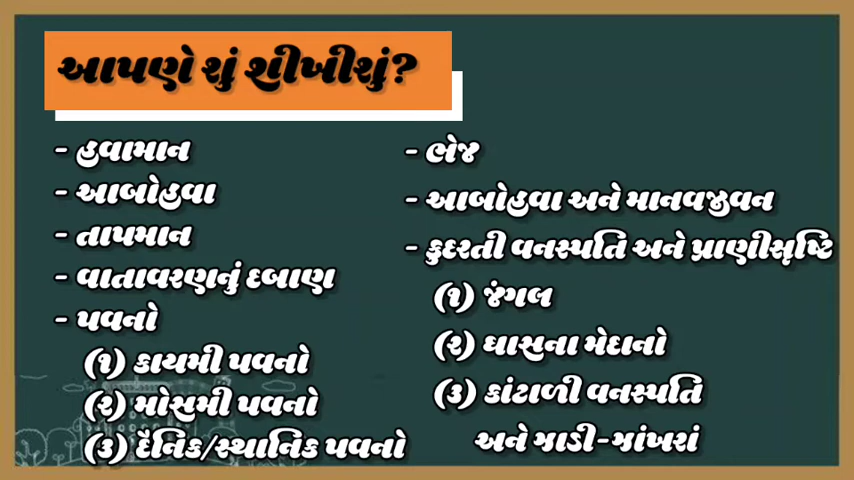 આપણે શું શીખીશું?
- હવામાન
- આબોહવા
- તાપમાન
- વાતાવરણનું દબાણ
- પવનો
(૧) કાયમી પવનો
(૨) મોસમી પવનો
(૩) દૈનિક/સ્થાનિક પવનો
- ભેજ
- આબોહવા અને માનવજીવન
- કુદરતી વનસ્પતિ અને પ્રાણીસૃષ્ટિ
(૧) જંગલ
(૨) ઘાસના મેદાનો
(૩) કાંટાળી વનસ્પતિ
અને ઝાડી-ઝાંખરાં